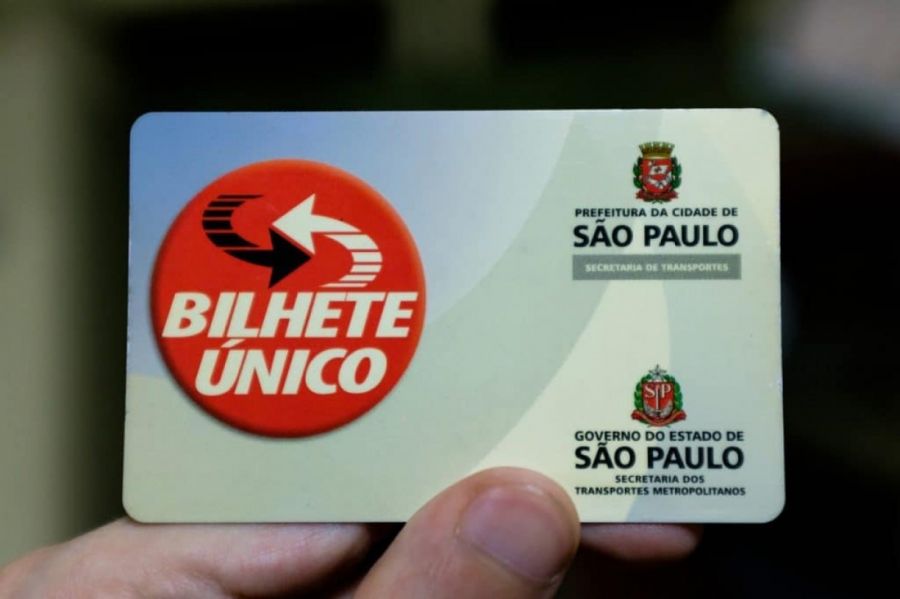 BILHETE
ÚNICO
PREFEITURA DA CIDADE DE
SÃO PAULO
SECRETARIA DE TRANSPORTES
SP
GOVERNO DO ESTADO DE
SÃO PAULO
SECRETARIA DOS
TRANSPORTES METROPOLITANOS